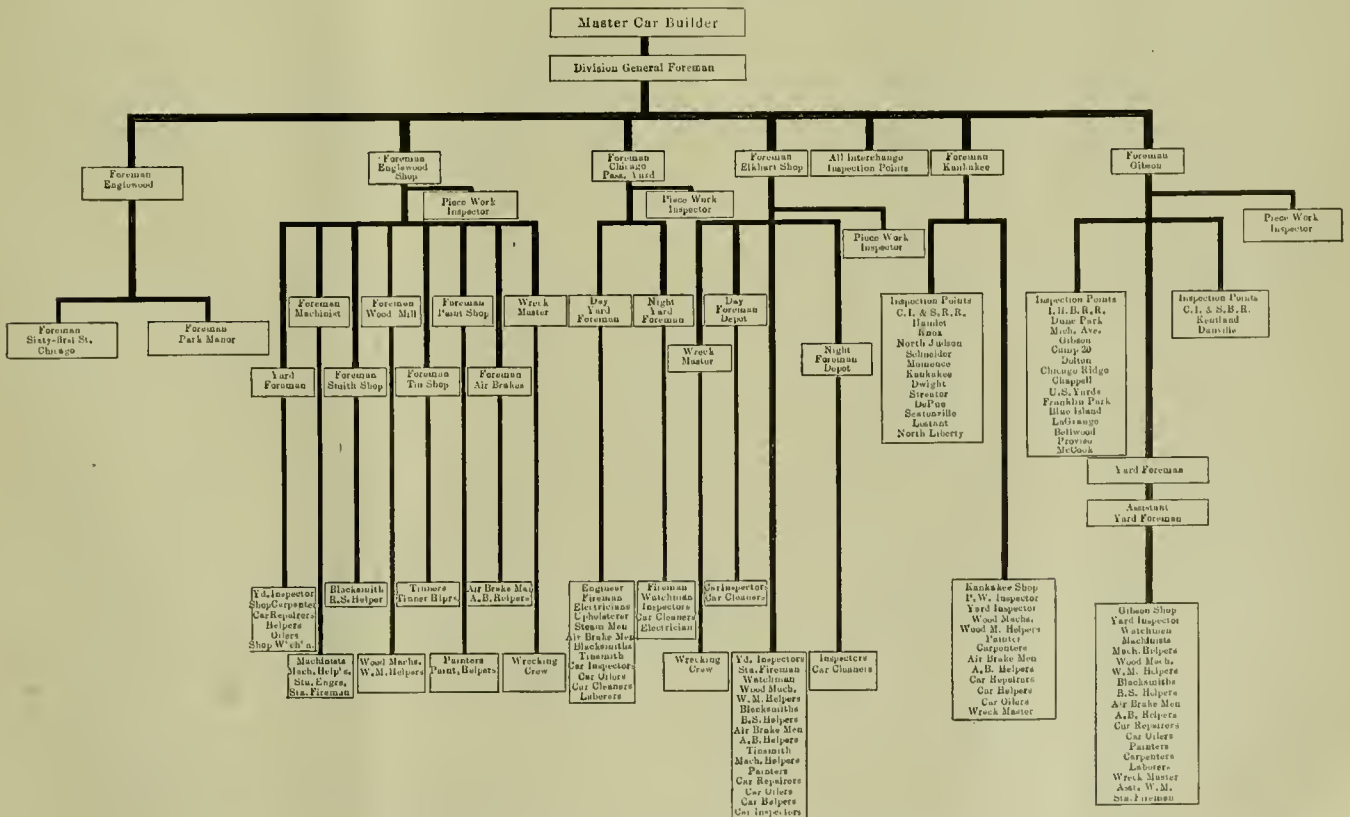 Master Car Builder
Division General Foreman
Foreman
Englewood
Foreman
Englewood
Shop
Foreman
Chicago
Pass. Yard
Foreman
Elkhart Shop
All Interchange
Inspection Points
Foreman
Kankakee
Foreman
Gibson
Piece Work
Inspector
Piece Work
Inspector
Piece Work
Inspector
Piece Work
Inspector
Foreman
Sixty-first St.
Chicago
Foreman
Park Manor
Foreman
Machinist
Foreman
Wood Mill
Foreman
Paint Shop
Wreck
Master
Yard
Foreman
Foreman
Smith Shop
Foreman
Tin Shop
Foreman
Air Brakes
Day
Yard
Foreman
Night
Yard
Foreman
Day
Foreman
Depot
Wreck
Master
Night
Foreman
Depot
Inspection Points
C.I. & S.R.R.
Hamlet
Knox
North Judson
Schneider
Momence
Kankakee
Dwight
Streator
DePue
Seatonville
Lostant
North Liberty
Inspection Points
I.H.B.R.R.
Dune Park
Mich. Ave.
Gibson
Camp 20
Dolton
Chicago Ridge
Chappell
U.S. Yards
Franklin Park
Blue Island
LaGrange
Bellwood
Proviso
McCook
Inspection Points
C.I. & S.R.R.
Kentland
Danville
Yard Foreman
Assistant
Yard Foreman
Yd. Inspector
Shop Carpenter
Car Repairers
Helpers
Oilers
Shop W'ch'n.
Machinists
Mach. Help's.
Sta. Engrs.
Sta. Fireman
Blacksmith
B.S. Helper
Wood Machs.
W.M. Helpers
Tinners
Tinner Hlprs.
Painters
Paint. Helpers
Air Brake Man
A.B. Helpers
Wrecking
Crew
Engineer
Fireman
Electricians
Upholsterer
Steam Men
Air Brake Men
Blacksmiths
Tinsmith
Car Inspectors
Car Oilers
Car Cleaners
Laborers
Fireman
Watchman
Inspectors
Car Cleaners
Electrician
Wrecking
Crew
Car Inspectors
Car Cleaners
Yd. Inspectors
Sta. Fireman
Watchman
Wood Mach.
W.M. Helpers
Blacksmiths
B.S. Helpers
Air Brake Men
A.B. Helpers
Tinsmith
Mach. Helpers
Painters
Car Repairers
Car Oilers
Car Helpers
Car Inspectors
Inspectors
Car Cleaners
Kankakee Shop
P.W. Inspector
Yard Inspector
Wood Machs.
Wood M. Helpers
Painter
Carpenters
Air Brake Men
A.B. Helpers
Car Repairers
Car Helpers
Car Oilers
Wreck Master
Gibson Shop
Yard Inspector
Watchmen
Machinists
Mach. Helpers
Wood Mach.
W.M. Helpers
Blacksmiths
B.S. Helpers
Air Brake Men
A.B. Helpers
Car Repairers
Car Oilers
Painters
Carpenters
Laborers
Wreck Master
Asst. W.M.
Sta. Fireman